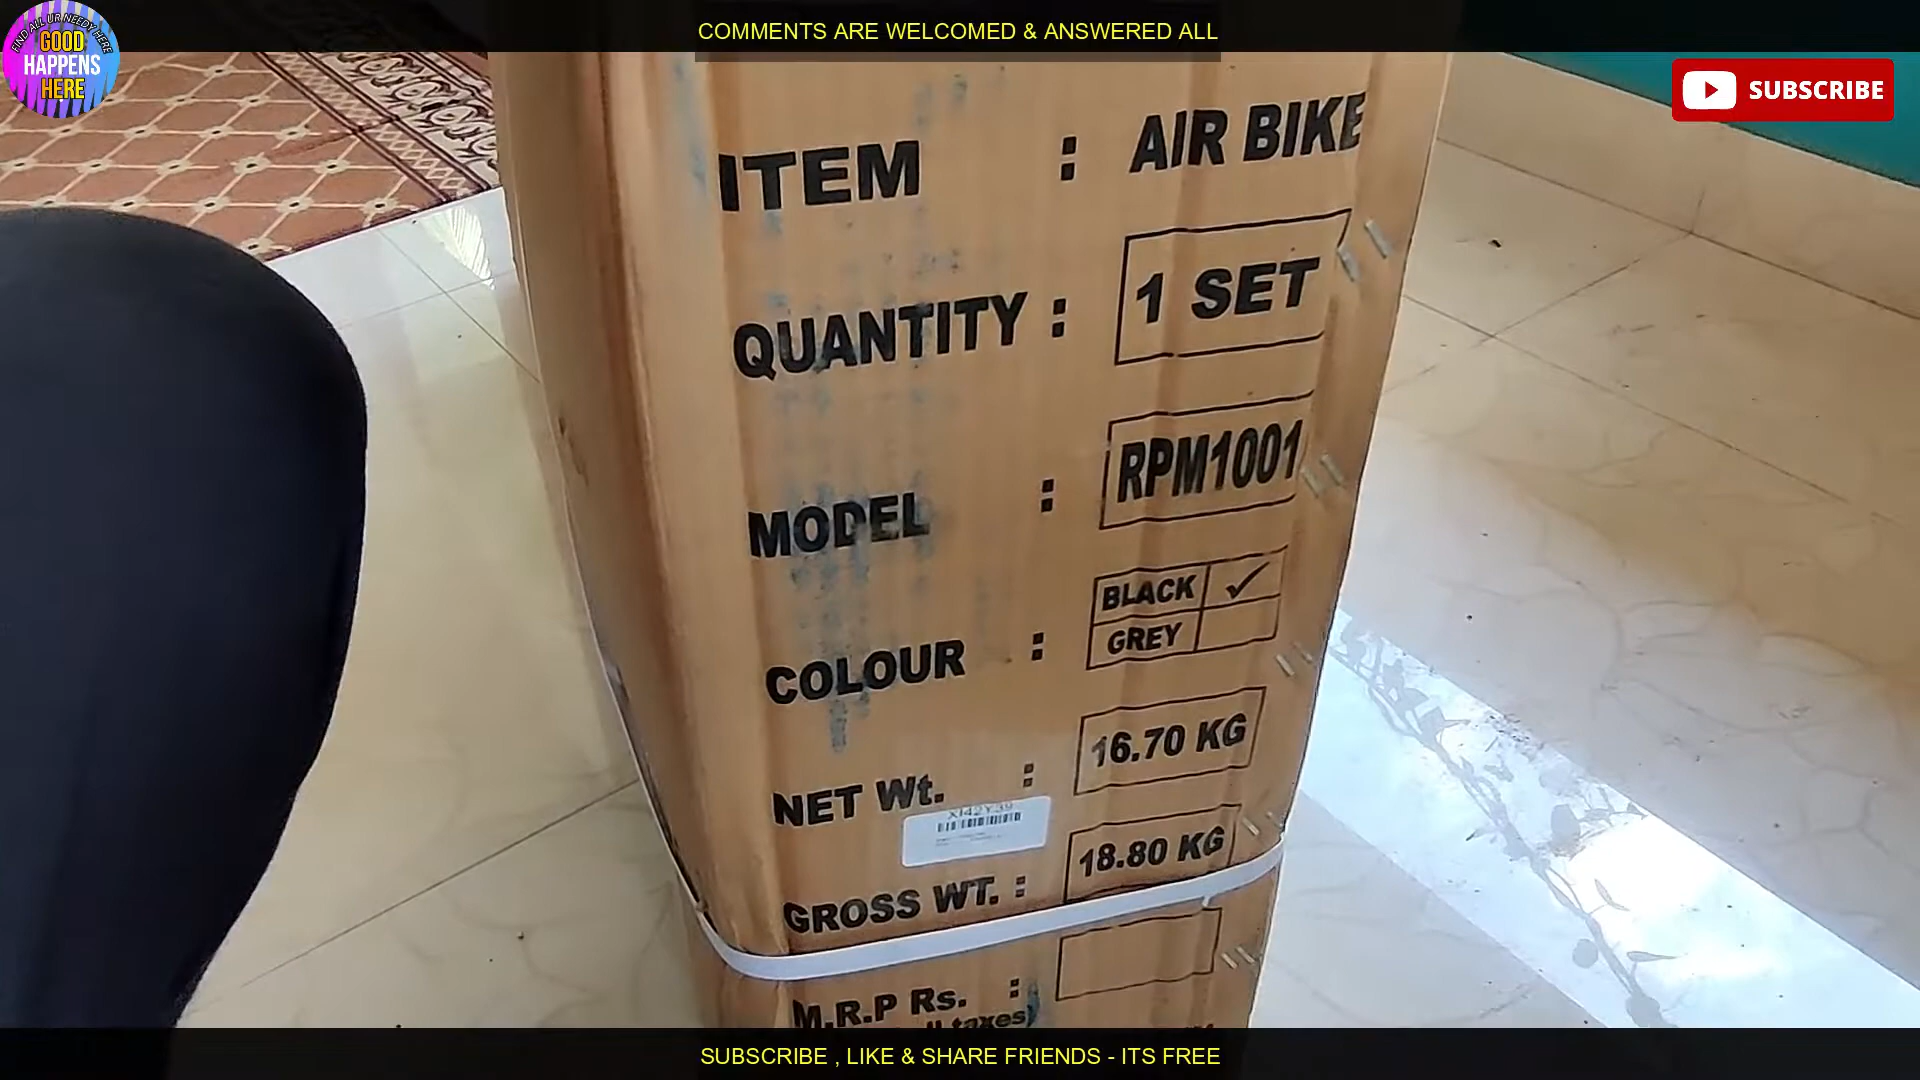 COMMENTS ARE WELCOMED & ANSWERED ALL
FIND ALL UR NEEDY HERE
GOOD
HAPPENS
HERE
SUBSCRIBE
ITEM : AIR BIKE
QUANTITY : 1 SET
MODEL : RPM1001
COLOUR : BLACK ✓
GREY
NET Wt. : 16.70 KG
GROSS WT. : 18.80 KG
M.R.P Rs. :
taxes)
SUBSCRIBE , LIKE & SHARE FRIENDS - ITS FREE